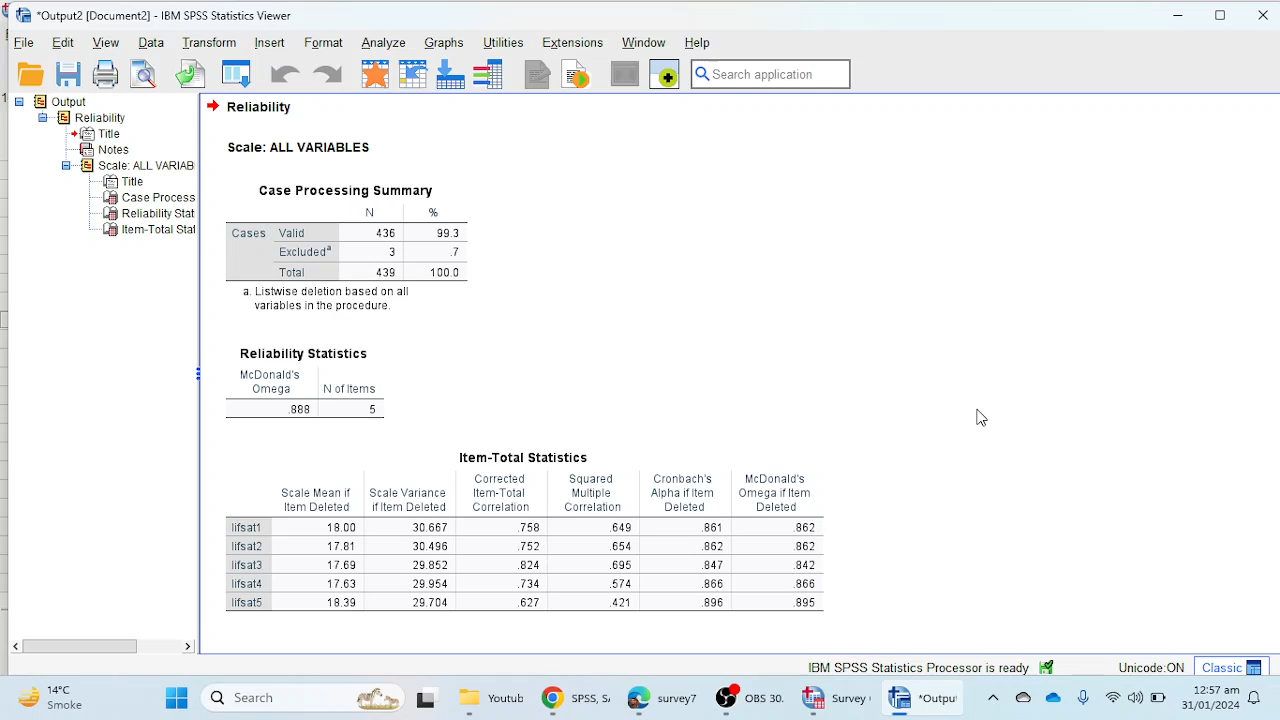 *Output2 [Document2] - IBM SPSS Statistics Viewer
File Edit View Data Transform Insert Format Analyze Graphs Utilities Extensions Window Help
Search application
Output
Reliability
Title
Notes
Scale: ALL VARIAB
Title
Case Process
Reliability Stat
Item-Total Stat
Reliability
Scale: ALL VARIABLES
Case Processing Summary
N %
Cases Valid 436 99.3
Excludedᵃ 3 .7
Total 439 100.0
a. Listwise deletion based on all
variables in the procedure.
Reliability Statistics
McDonald's
Omega N of Items
.888 5
Item-Total Statistics
Scale Mean if
Item Deleted
Scale Variance
if Item Deleted
Corrected
Item-Total
Correlation
Squared
Multiple
Correlation
Cronbach's
Alpha if Item
Deleted
McDonald's
Omega if Item
Deleted
lifsat1 18.00 30.667 .758 .649 .861 .862
lifsat2 17.81 30.496 .752 .654 .862 .862
lifsat3 17.69 29.852 .824 .695 .847 .842
lifsat4 17.63 29.954 .734 .574 .866 .866
lifsat5 18.39 29.704 .627 .421 .896 .895
IBM SPSS Statistics Processor is ready Unicode:ON Classic
14°C
Smoke
Search
Youtub
SPSS, S
survey7
OBS 30.
Survey
*Outpu
12:57 am
31/01/2024